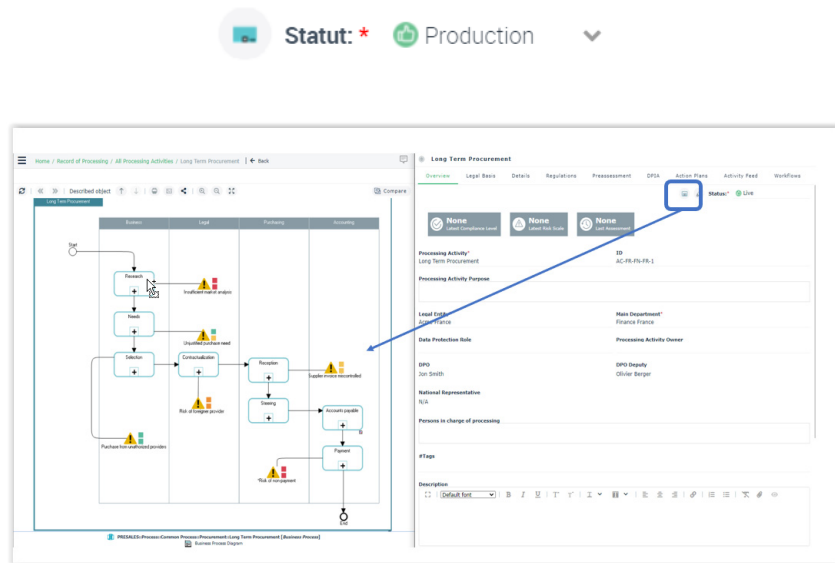 Statut: * Production
Home / Record of Processing / All Processing Activities / Long Term Procurement | ← Back
Described object
Compare
Long Term Procurement
Business Legal Purchasing Accounting
Start
Research
Insufficient market analyse
Needs
Unjustified purchase need
Selection
Contractualization
Reception
Supplier invoice noncontrolled
Steering
Risk of foreigner provider
Accounts payable
Purchase from unathorized providers
Payment
*Risk of non-payment
End
PRESALES::Process::Common Process::Procurement::Long Term Procurement [Business Process]
Business Process Diagram
Long Term Procurement
Overview Legal Basis Details Regulations Preassessment DPIA Action Plans Activity Feed Workflows
Status:* Live
None
Latest Compliance Level
None
Latest Risk Scale
None
Last Assessment
Processing Activity*
Long Term Procurement
ID
AC-FR-FN-FR-1
Processing Activity Purpose
Legal Entity*
Acme France
Main Department*
Finance France
Data Protection Role
Processing Activity Owner
DPO
Jon Smith
DPO Deputy
Olivier Berger
National Representative
N/A
Persons in charge of processing
#Tags
Description
Default font B I U